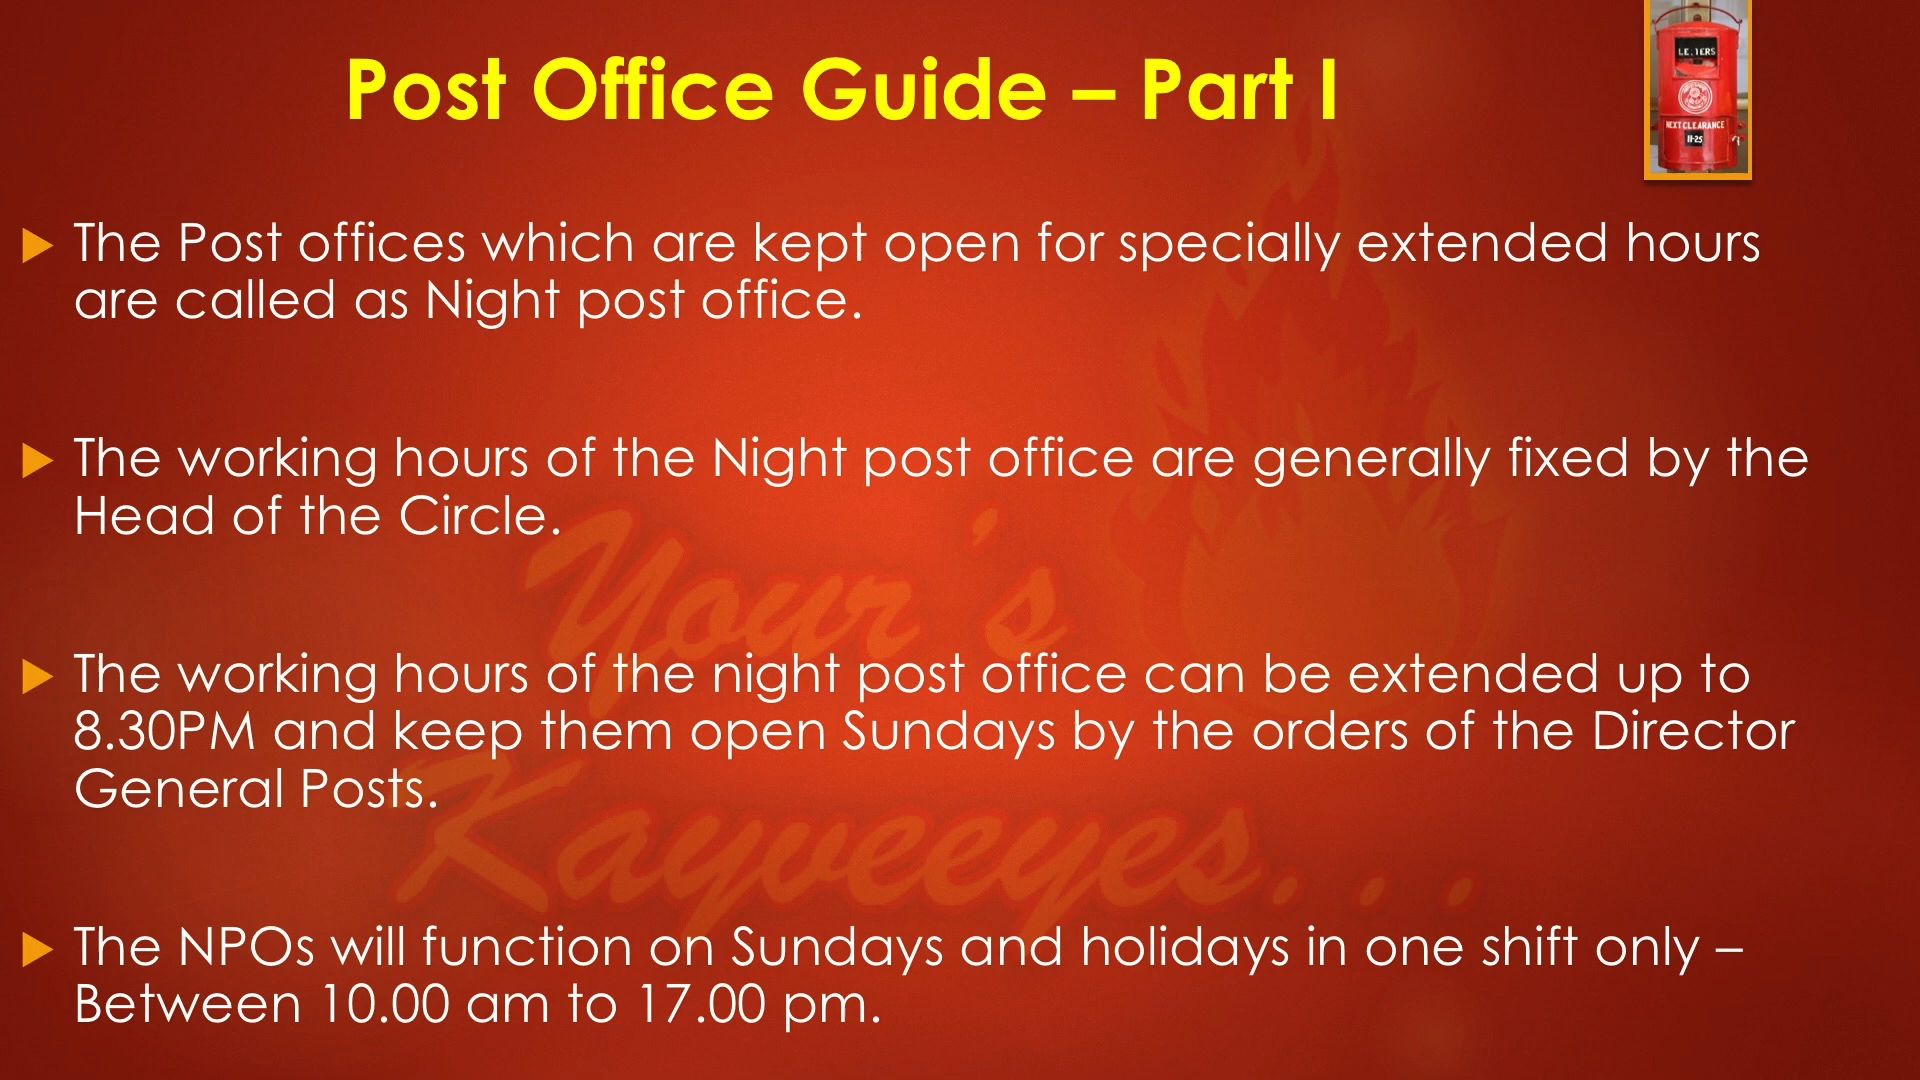 Post Office Guide – Part I
LE. TERS
NEXT CLEARANCE
11-25
The Post offices which are kept open for specially extended hours
are called as Night post office.
The working hours of the Night post office are generally fixed by the
Head of the Circle.
The working hours of the night post office can be extended up to
8.30PM and keep them open Sundays by the orders of the Director
General Posts.
The NPOs will function on Sundays and holidays in one shift only –
Between 10.00 am to 17.00 pm.
Your's
Kayveeyes. . .